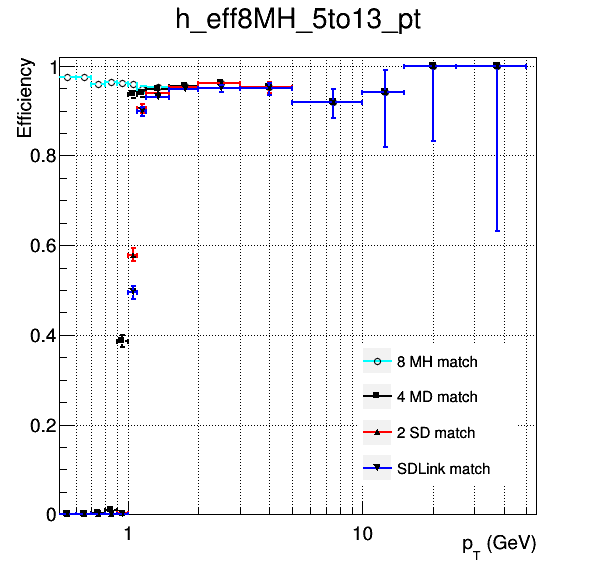 h_eff8MH_5to13_pt
Efficiency
1
0.8
0.6
0.4
0.2
0
8 MH match
4 MD match
2 SD match
SDLink match
1
10
p_T (GeV)